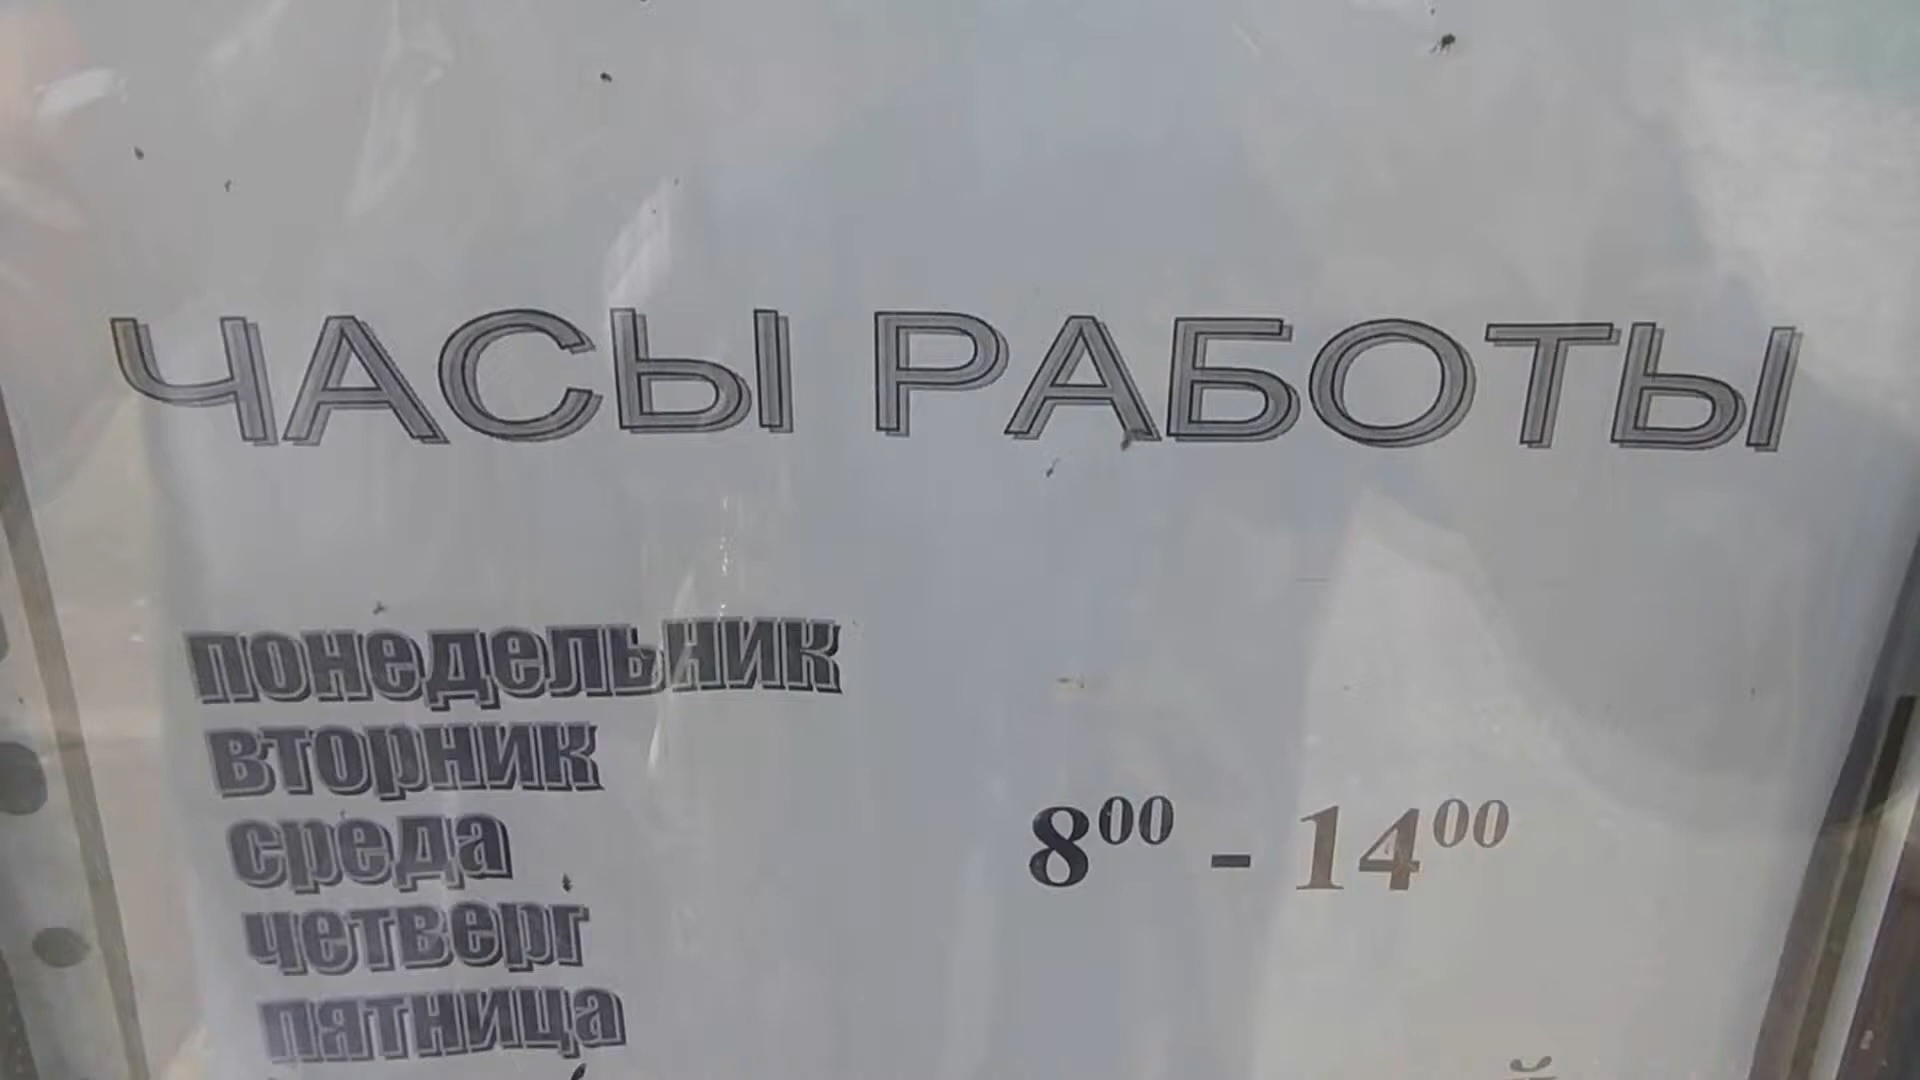 ЧАСЫ РАБОТЫ
понедельник
вторник
среда
8⁰⁰ - 14⁰⁰
четверг
пятница